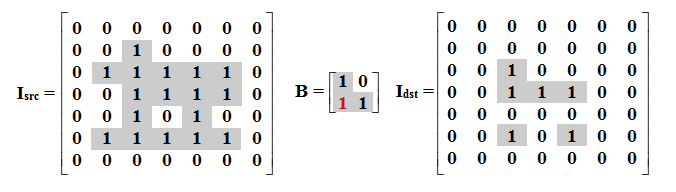 I_src =
0 0 0 0 0 0 0
0 0 1 0 0 0 0
0 1 1 1 1 1 0
0 0 1 1 1 1 0
0 0 1 0 1 0 0
0 1 1 1 1 1 0
0 0 0 0 0 0 0
B =
1 0
1 1
I_dst =
0 0 0 0 0 0 0
0 0 0 0 0 0 0
0 0 1 0 0 0 0
0 0 1 1 1 0 0
0 0 0 0 0 0 0
0 0 1 0 1 0 0
0 0 0 0 0 0 0